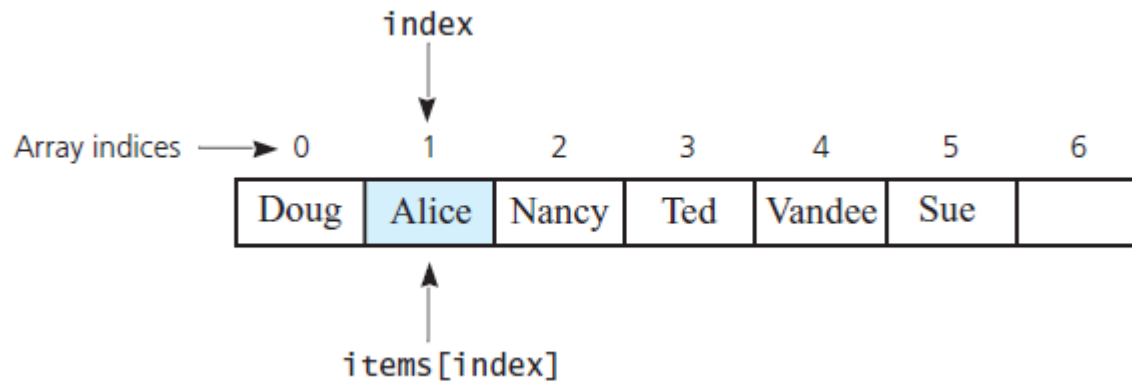 index
Array indices 0 1 2 3 4 5 6
Doug Alice Nancy Ted Vandee Sue
items[index]